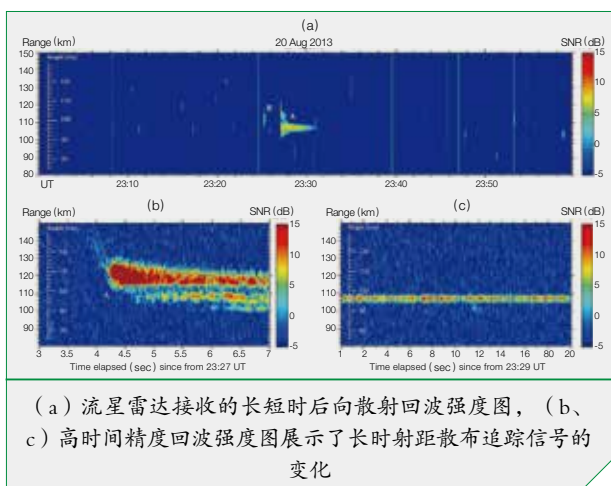 (a)
Range (km) 20 Aug 2013 SNR (dB)
150
140
130
120
110
100
90
80
15
10
5
0
-5
UT 23:10 23:20 23:30 23:40 23:50
(b)
Range (km) SNR (dB)
140
130
120
110
100
90
15
10
5
0
-5
3 3.5 4 4.5 5 5.5 6 6.5 7
Time elapsed (sec) since from 23:27 UT
(c)
Range (km) SNR (dB)
140
130
120
110
100
90
80
15
10
5
0
-5
1 2 4 6 8 10 12 14 80 20
Time elapsed (sec) since from 23:29 UT
(a)流星雷达接收的长短时后向散射回波强度图，(b、
c)高时间精度回波强度图展示了长时射距散布追踪信号的
变化